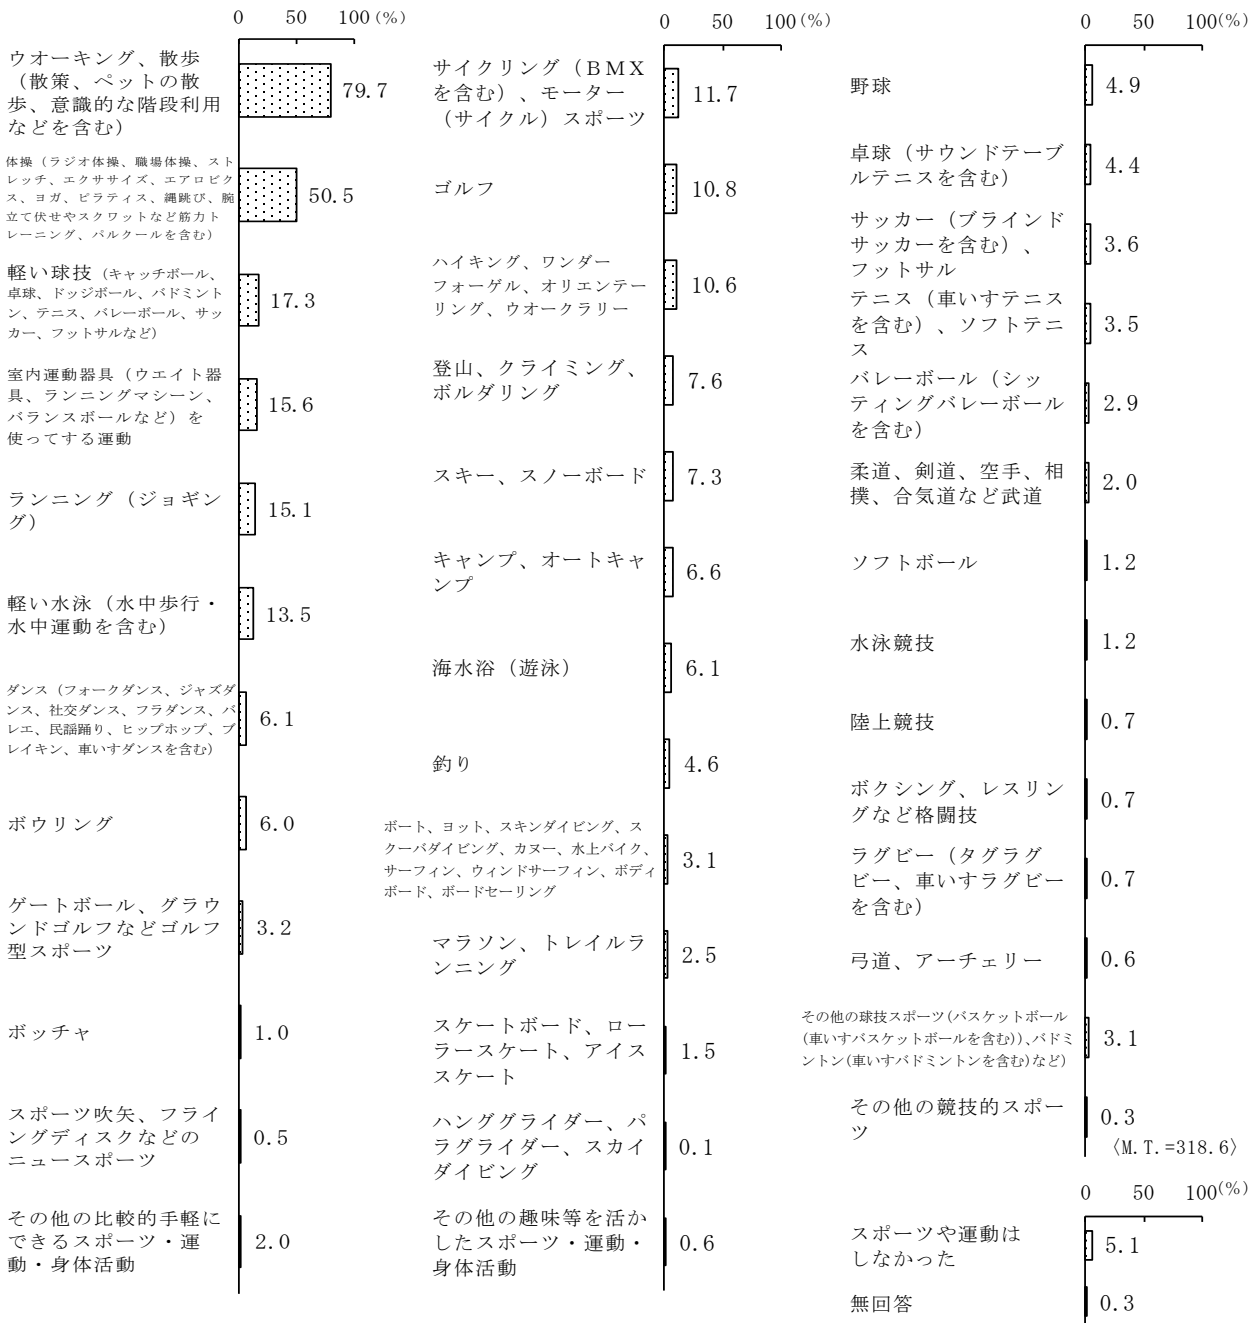 0 50 100(%)
ウオーキング、散歩
（散策、ペットの散
歩、意識的な階段利用
などを含む）
79.7
体操（ラジオ体操、職場体操、スト
レッチ、エクササイズ、エアロビク
ス、ヨガ、ピラティス、縄跳び、腕
立て伏せやスクワットなど筋力ト
レーニング、パルクールを含む）
50.5
軽い球技（キャッチボール、
卓球、ドッジボール、バドミント
ン、テニス、バレーボール、サッ
カー、フットサルなど）
17.3
室内運動器具（ウエイト器
具、ランニングマシーン、
バランスボールなど）を
使ってする運動
15.6
ランニング（ジョギン
グ）
15.1
軽い水泳（水中歩行・
水中運動を含む）
13.5
ダンス（フォークダンス、ジャズダ
ンス、社交ダンス、フラダンス、バ
レエ、民謡踊り、ヒップホップ、ブ
レイキン、車いすダンスを含む）
6.1
ボウリング
6.0
ゲートボール、グラウ
ンドゴルフなどゴルフ
型スポーツ
3.2
ボッチャ
1.0
スポーツ吹矢、フライ
ングディスクなどの
ニュースポーツ
0.5
その他の比較的手軽に
できるスポーツ・運
動・身体活動
2.0
0 50 100(%)
サイクリング（ＢＭＸ
を含む）、モーター
（サイクル）スポーツ
11.7
ゴルフ
10.8
ハイキング、ワンダー
フォーゲル、オリエンテー
リング、ウオークラリー
10.6
登山、クライミング、
ボルダリング
7.6
スキー、スノーボード
7.3
キャンプ、オートキャ
ンプ
6.6
海水浴（遊泳）
6.1
釣り
4.6
ボート、ヨット、スキンダイビング、ス
クーバダイビング、カヌー、水上バイク、
サーフィン、ウィンドサーフィン、ボディ
ボード、ボードセーリング
3.1
マラソン、トレイルラ
ンニング
2.5
スケートボード、ロー
ラースケート、アイス
スケート
1.5
ハンググライダー、パ
ラグライダー、スカイ
ダイビング
0.1
その他の趣味等を活か
したスポーツ・運動・
身体活動
0.6
0 50 100(%)
野球
4.9
卓球（サウンドテーブ
ルテニスを含む）
4.4
サッカー（ブラインド
サッカーを含む）、
フットサル
3.6
テニス（車いすテニス
を含む）、ソフトテニ
ス
3.5
バレーボール（シッ
ティングバレーボール
を含む）
2.9
柔道、剣道、空手、相
撲、合気道など武道
2.0
ソフトボール
1.2
水泳競技
1.2
陸上競技
0.7
ボクシング、レスリン
グなど格闘技
0.7
ラグビー（タグラグ
ビー、車いすラグビー
を含む）
0.7
弓道、アーチェリー
0.6
その他の球技スポーツ(バスケットボール
(車いすバスケットボールを含む))、バドミ
ントン(車いすバドミントンを含む)など)
3.1
その他の競技的スポー
ツ
0.3
〈M.T.=318.6〉
0 50 100(%)
スポーツや運動は
しなかった
5.1
無回答
0.3